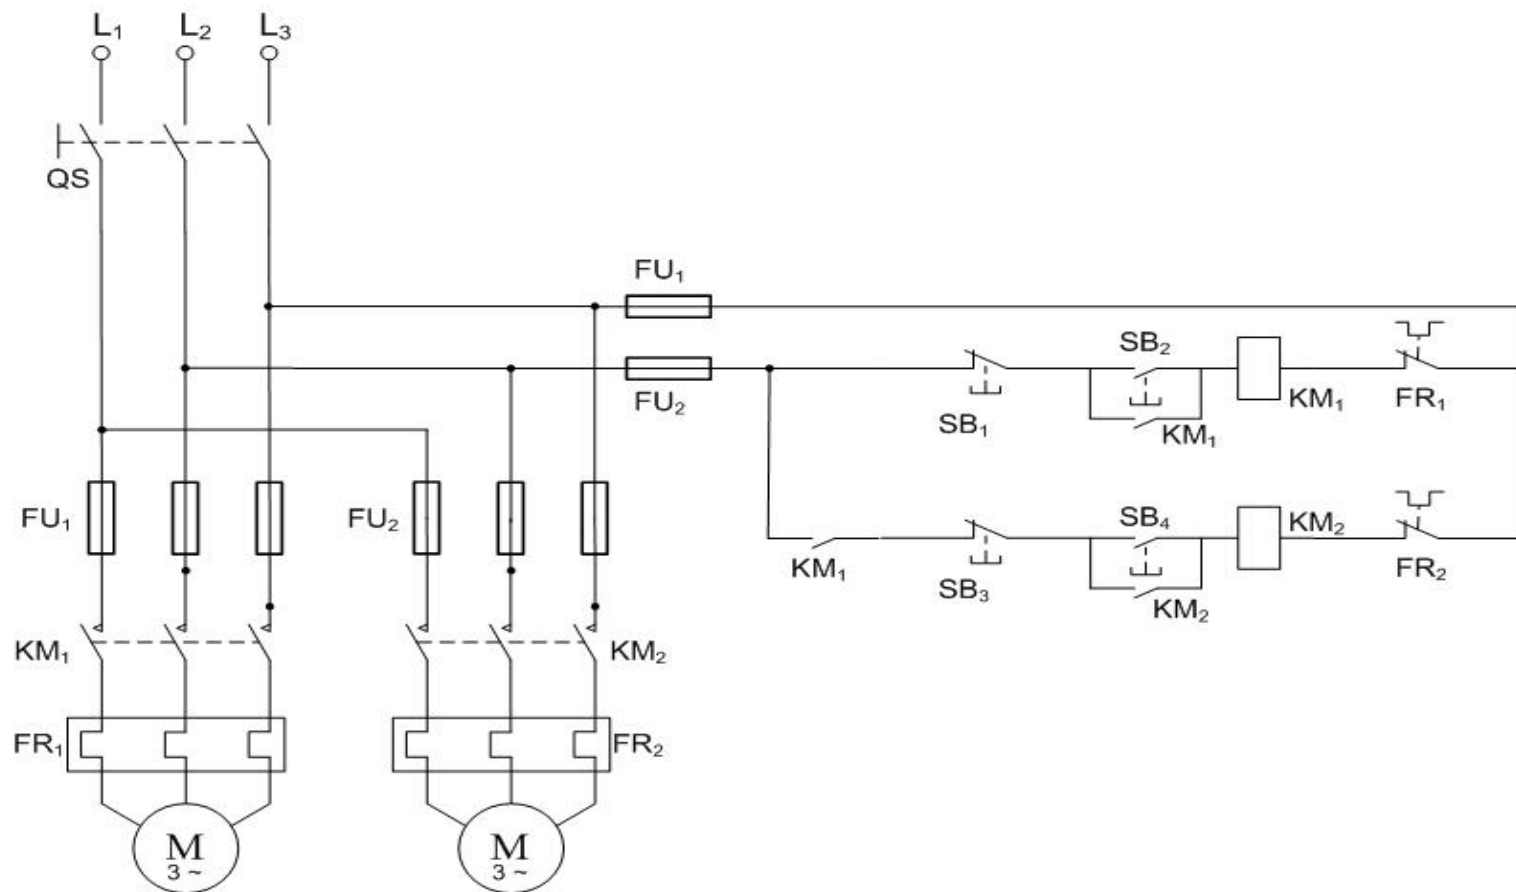 L₁ L₂ L₃
QS
FU₁
FU₂
SB₂
KM₁
FR₁
SB₁
KM₁
FU₁
FU₂
SB₄
KM₂
KM₁
SB₃
FR₂
KM₂
KM₁
KM₂
FR₁
FR₂
M
3 ~
M
3 ~